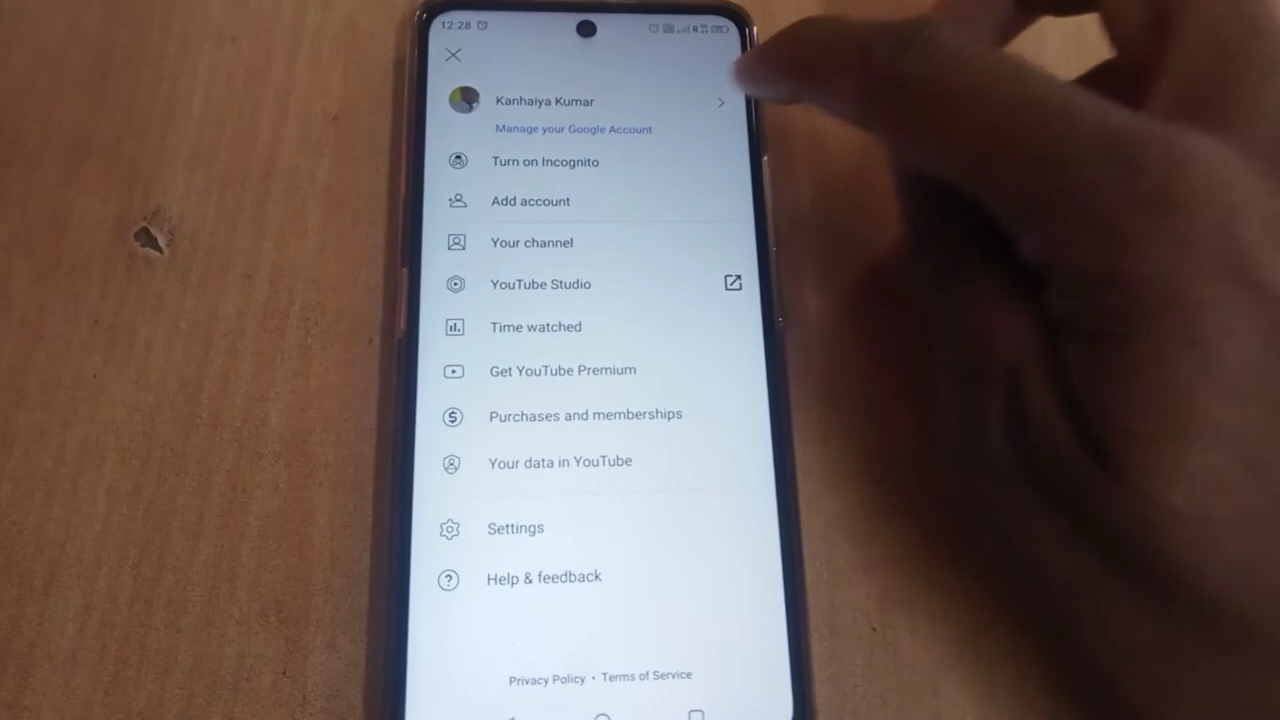 12:28
Kanhaiya Kumar
Manage your Google Account
Turn on Incognito
Add account
Your channel
YouTube Studio
Time watched
Get YouTube Premium
Purchases and memberships
Your data in YouTube
Settings
Help & feedback
Privacy Policy • Terms of Service